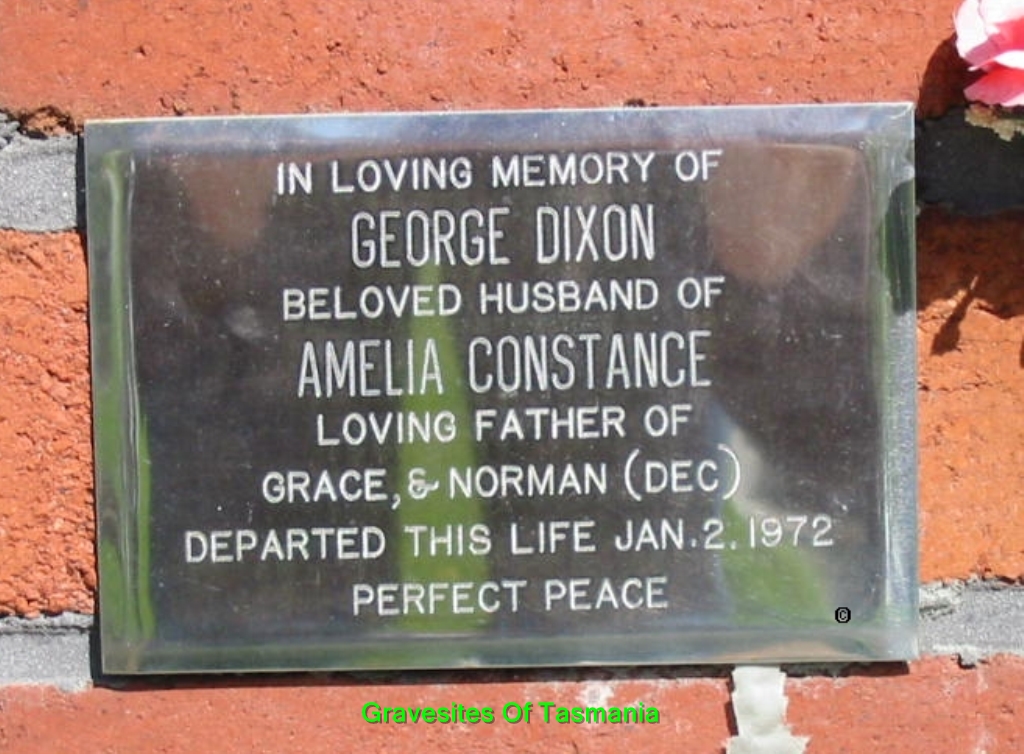 IN LOVING MEMORY OF
GEORGE DIXON
BELOVED HUSBAND OF
AMELIA CONSTANCE
LOVING FATHER OF
GRACE, & NORMAN (DEC)
DEPARTED THIS LIFE JAN.2.1972
PERFECT PEACE
©
Gravesites Of Tasmania